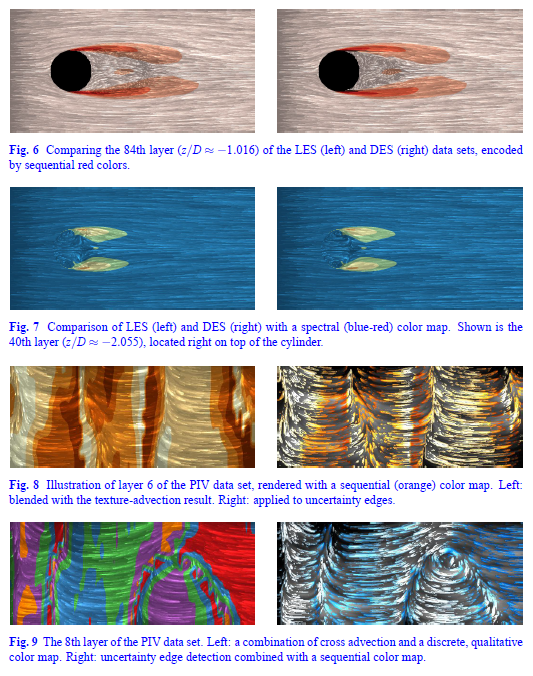 Fig. 6 Comparing the 84th layer (z/D ≈ −1.016) of the LES (left) and DES (right) data sets, encoded
by sequential red colors.
Fig. 7 Comparison of LES (left) and DES (right) with a spectral (blue-red) color map. Shown is the
40th layer (z/D ≈ −2.055), located right on top of the cylinder.
Fig. 8 Illustration of layer 6 of the PIV data set, rendered with a sequential (orange) color map. Left:
blended with the texture-advection result. Right: applied to uncertainty edges.
Fig. 9 The 8th layer of the PIV data set. Left: a combination of cross advection and a discrete, qualitative
color map. Right: uncertainty edge detection combined with a sequential color map.